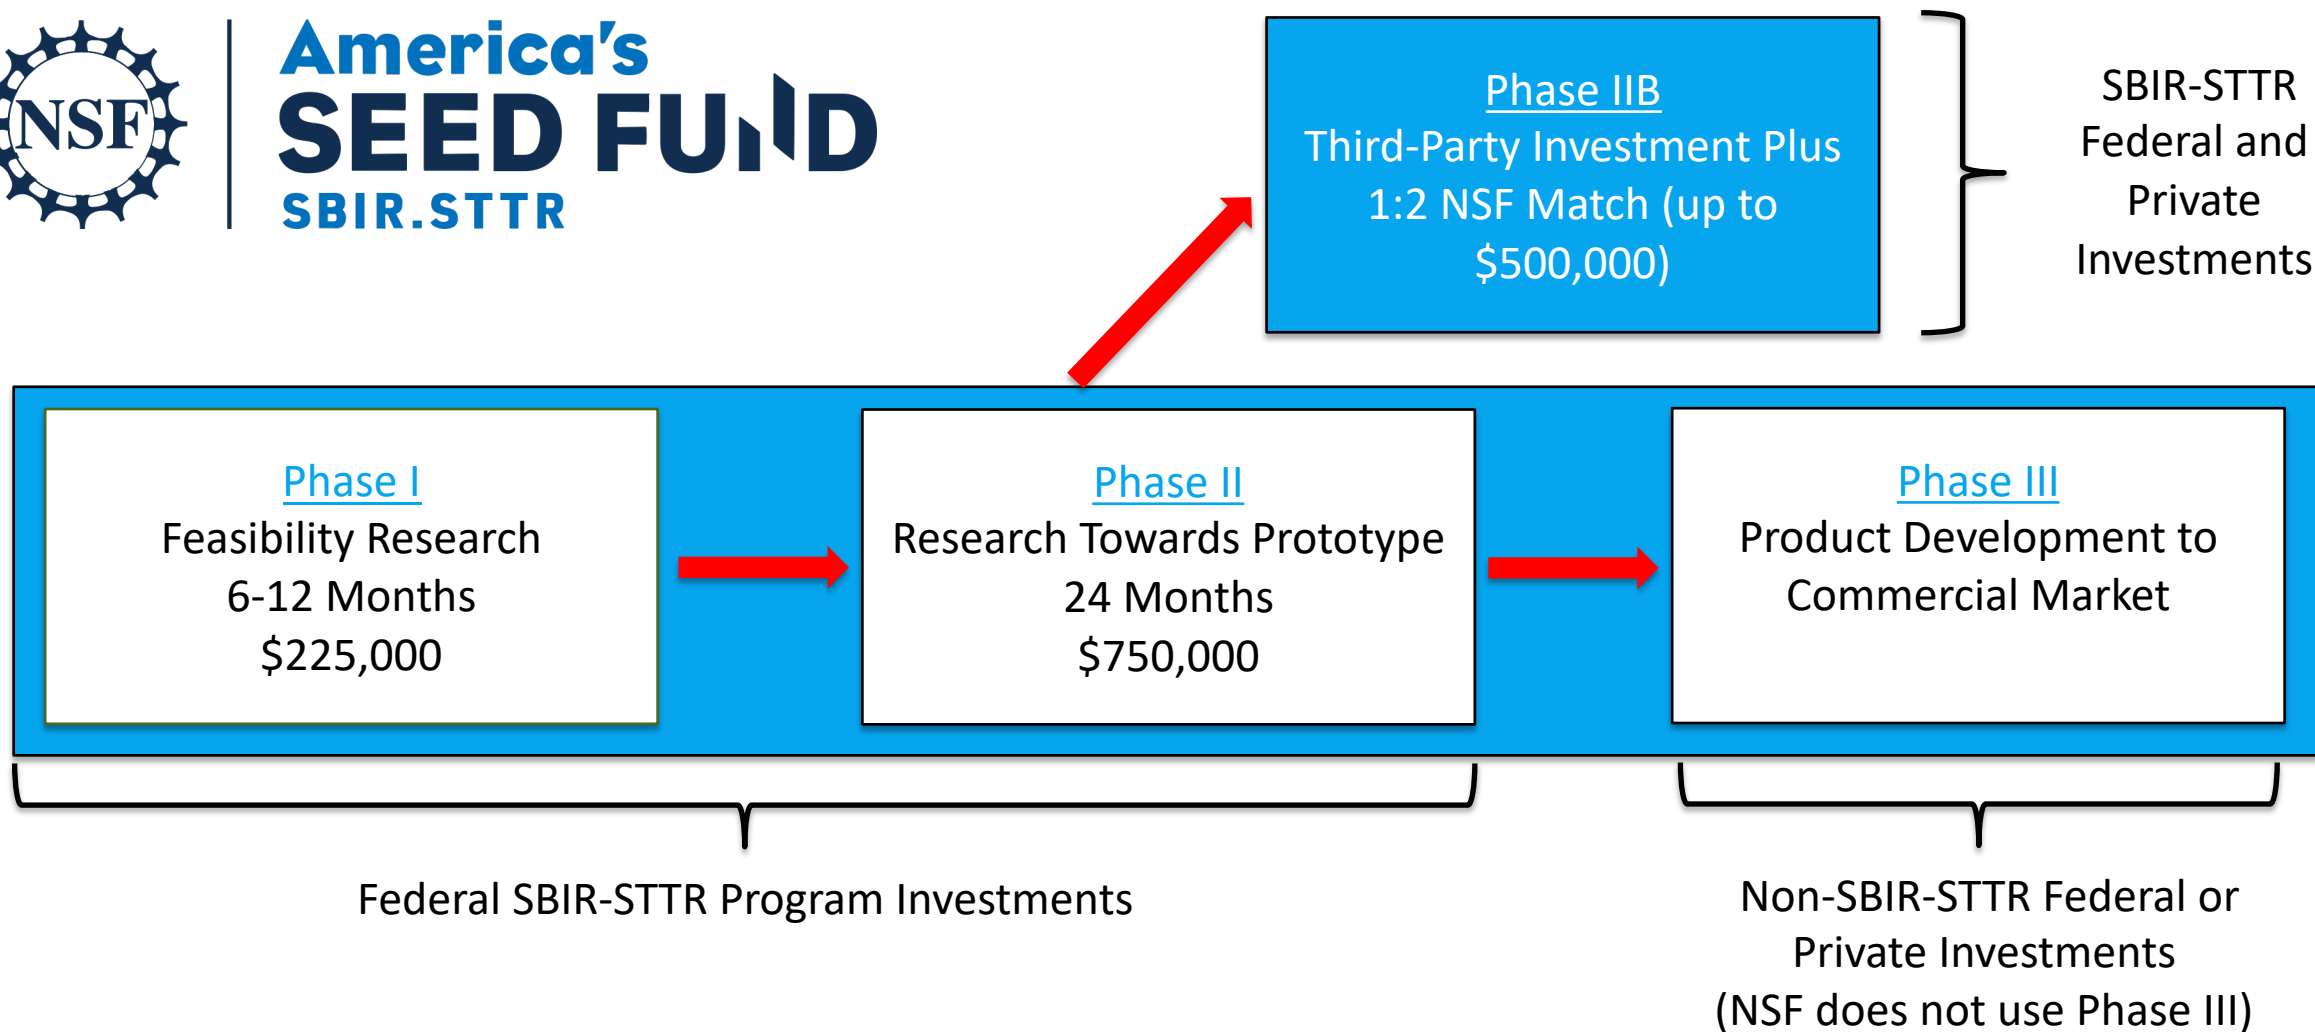 NSF
America's
SEED FUND
SBIR.STTR
Phase IIB
Third-Party Investment Plus
1:2 NSF Match (up to
$500,000)
SBIR-STTR
Federal and
Private
Investments
Phase I
Feasibility Research
6-12 Months
$225,000
Phase II
Research Towards Prototype
24 Months
$750,000
Phase III
Product Development to
Commercial Market
Federal SBIR-STTR Program Investments
Non-SBIR-STTR Federal or
Private Investments
(NSF does not use Phase III)